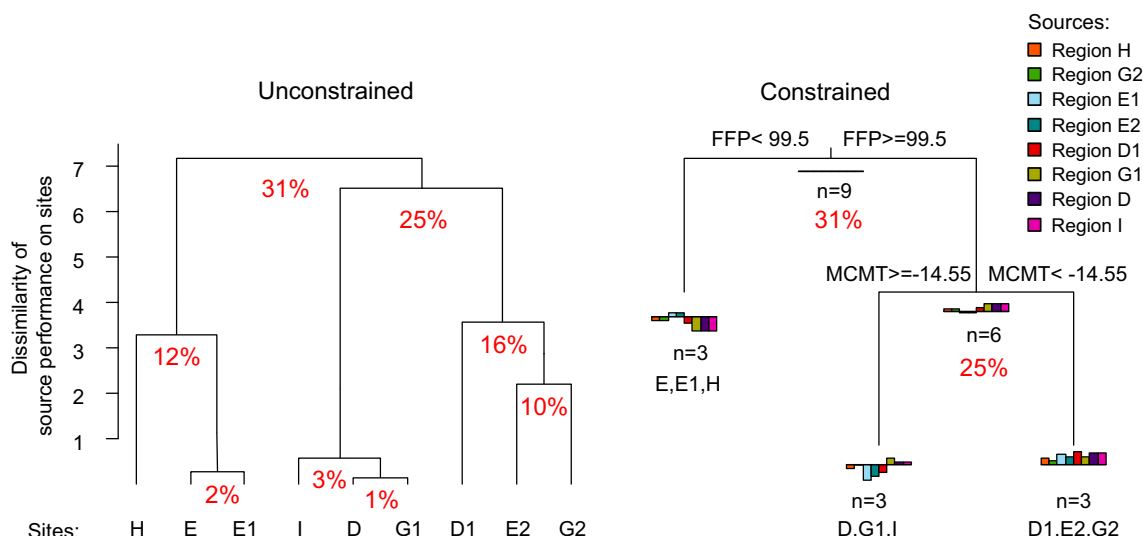 Sources:
Region H
Region G2
Region E1
Region E2
Region D1
Region G1
Region D
Region I
Unconstrained
Constrained
FFP< 99.5
FFP>=99.5
n=9
31%
MCMT>=-14.55
MCMT< -14.55
n=3
E,E1,H
n=6
25%
n=3
D,G1,I
n=3
D1,E2,G2
Dissimilarity of
source performance on sites
7
6
5
4
3
2
1
31%
25%
12%
16%
10%
2%
3%
1%
Sites: H E E1 I D G1 D1 E2 G2